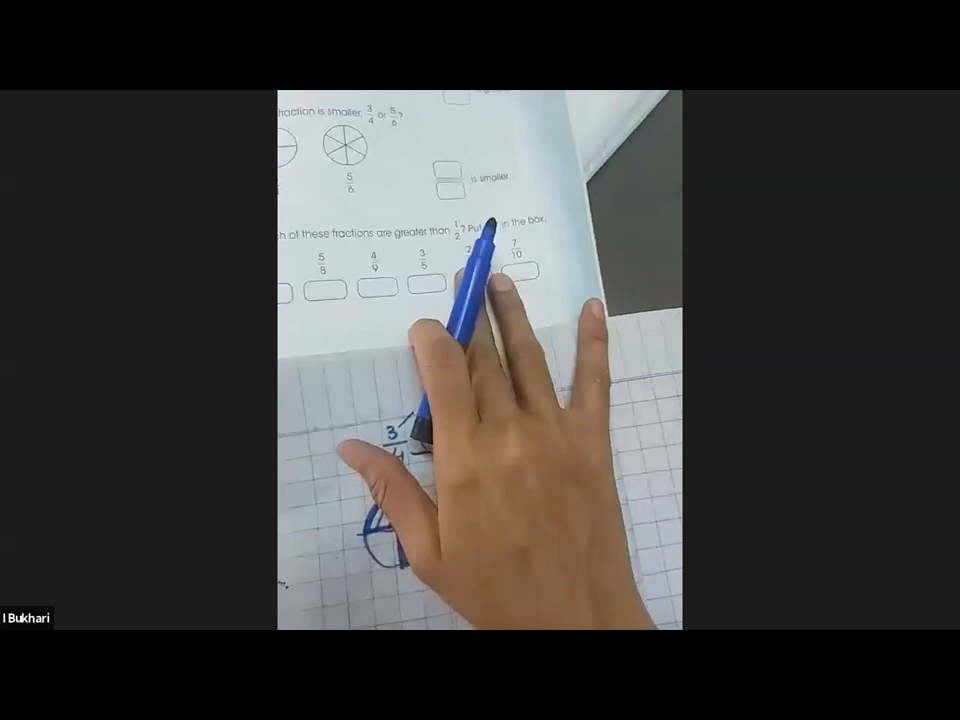 fraction is smaller, 3/4 or 5/6?
5/6
is smaller.
of these fractions are greater than 1/2? Put in the box.
5/8 4/9 3/5 2 7/10
3/4
I Bukhari